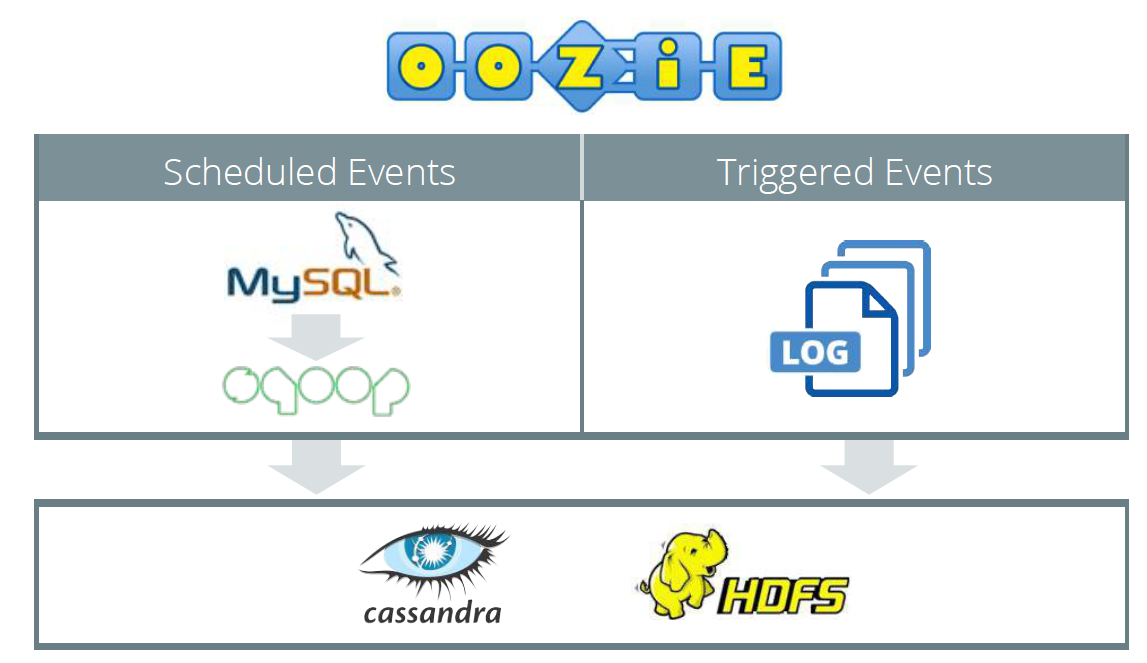 OOZiE
Scheduled Events
Triggered Events
MySQL®
LOG
sqoop
cassandra
HDFS